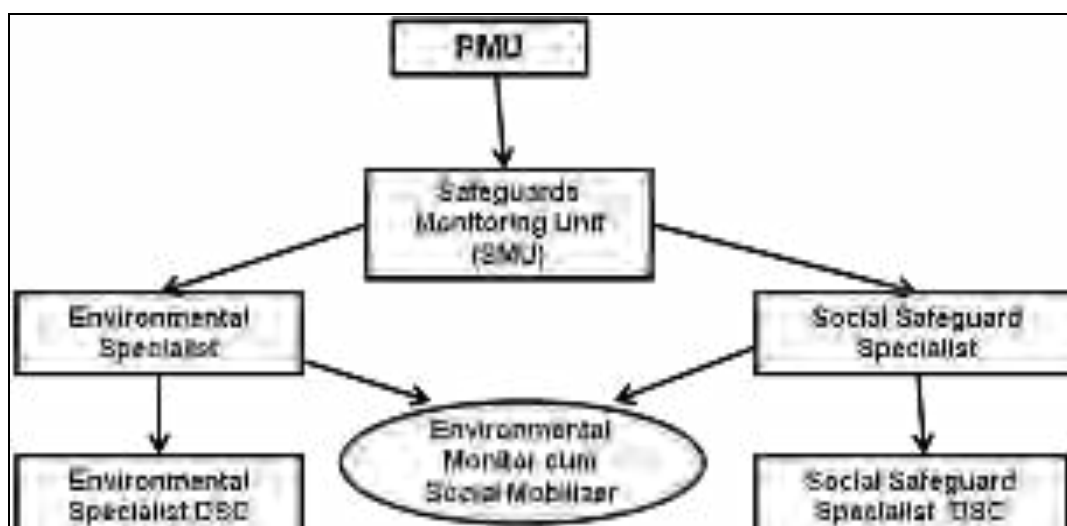 PMU
Safeguards
Monitoring Unit
(SMU)
Environmental
Specialist
Social Safeguard
Specialist
Environmental
Monitor cum
Social Mobilizer
Environmental
Specialist DSC
Social Safeguard
Specialist DSC